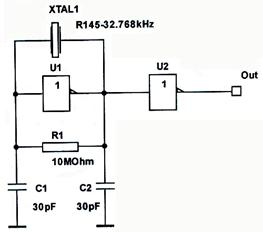 XTAL1
R145-32.768kHz
U1
U2
1
1
Out
R1
10MOhm
C1
C2
30pF
30pF